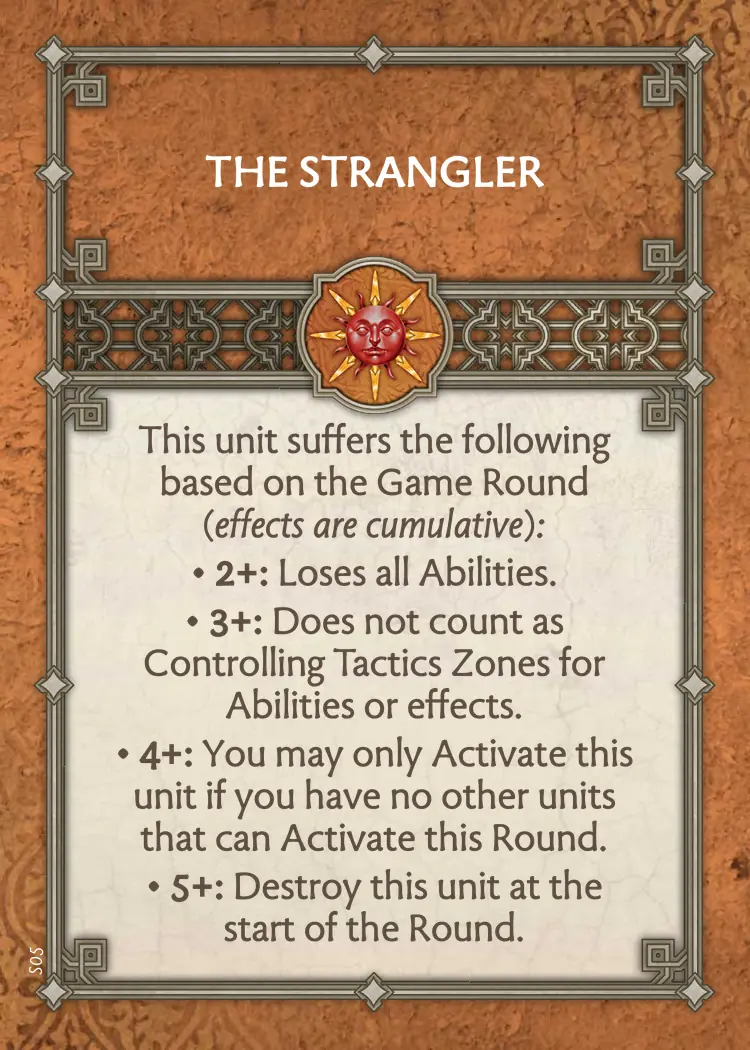 THE STRANGLER
This unit suffers the following
based on the Game Round
(effects are cumulative):
• 2+: Loses all Abilities.
• 3+: Does not count as
Controlling Tactics Zones for
Abilities or effects.
• 4+: You may only Activate this
unit if you have no other units
that can Activate this Round.
• 5+: Destroy this unit at the
start of the Round.
S05